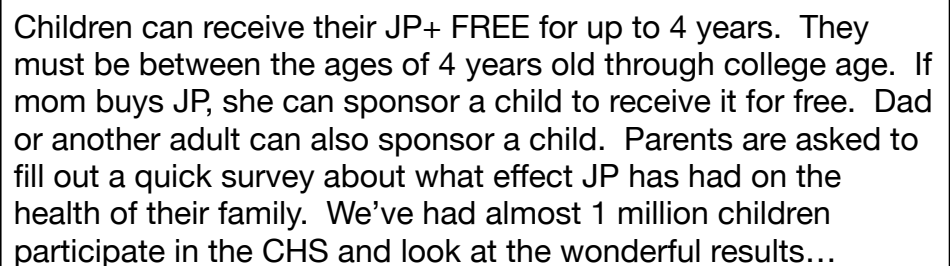 Children can receive their JP+ FREE for up to 4 years.  They
must be between the ages of 4 years old through college age.  If
mom buys JP, she can sponsor a child to receive it for free.  Dad
or another adult can also sponsor a child.  Parents are asked to
fill out a quick survey about what effect JP has had on the
health of their family.  We’ve had almost 1 million children
participate in the CHS and look at the wonderful results…